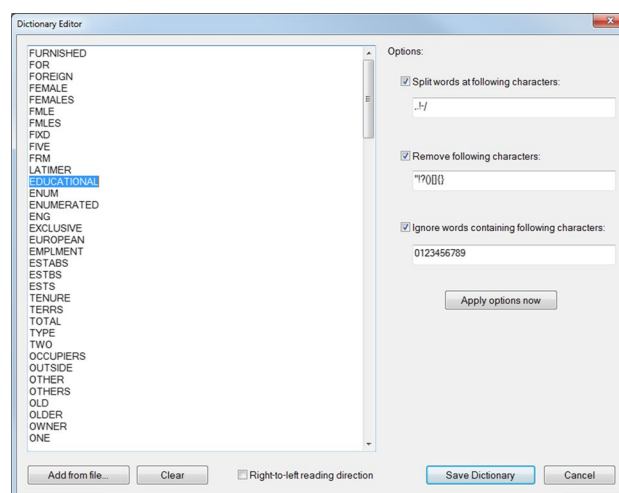 Dictionary Editor
FURNISHED
FOR
FOREIGN
FEMALE
FEMALES
FMLE
FMLES
FIXD
FIVE
FRM
LATIMER
EDUCATIONAL
ENUM
ENUMERATED
ENG
EXCLUSIVE
EUROPEAN
EMPLMENT
ESTABS
ESTBS
ESTS
TENURE
TERRS
TOTAL
TYPE
TWO
OCCUPIERS
OUTSIDE
OTHER
OTHERS
OLD
OLDER
OWNER
ONE
Options:
Split words at following characters:
,.!-/
Remove following characters:
"!?()[]{}
Ignore words containing following characters:
0123456789
Apply options now
Add from file...
Clear
Right-to-left reading direction
Save Dictionary
Cancel